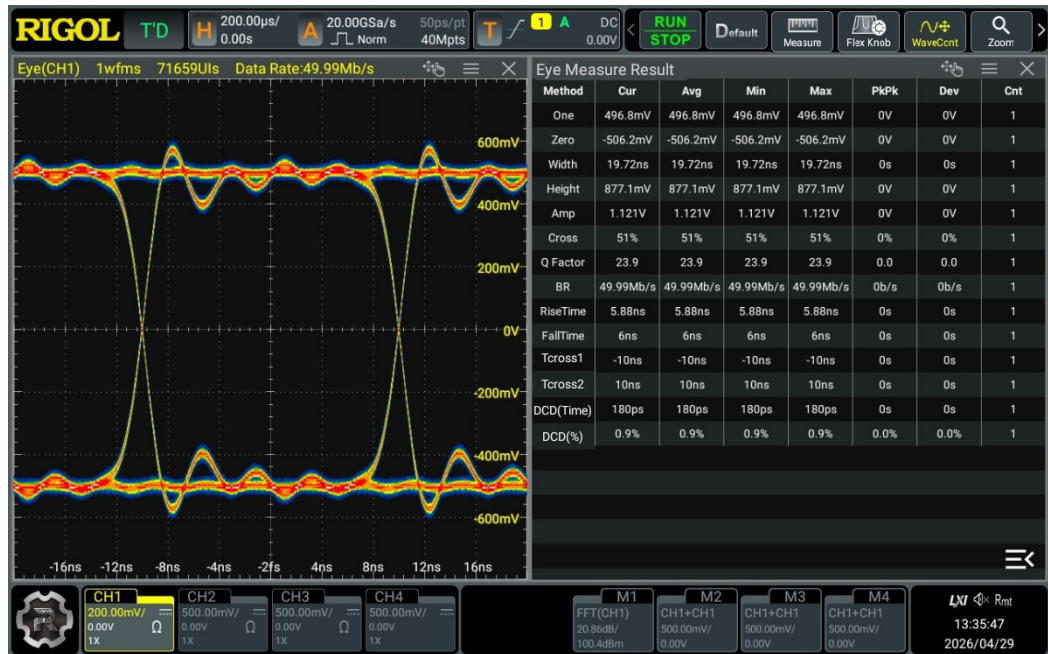 RIGOL T'D H 200.00μs/ 0.00s A 20.00GSa/s Norm 50ps/pt 40Mpts T 1 A DC 0.00V < RUN STOP Default Measure Flex Knob WaveCont Zoom >
Eye(CH1) 1wfms 71659UIs Data Rate:49.99Mb/s
600mV
400mV
200mV
0V
-200mV
-400mV
-600mV
-16ns -12ns -8ns -4ns -2fs 4ns 8ns 12ns 16ns
Eye Measure Result
Method Cur Avg Min Max PkPk Dev Cnt
One 496.8mV 496.8mV 496.8mV 496.8mV 0V 0V 1
Zero -506.2mV -506.2mV -506.2mV -506.2mV 0V 0V 1
Width 19.72ns 19.72ns 19.72ns 19.72ns 0s 0s 1
Height 877.1mV 877.1mV 877.1mV 877.1mV 0V 0V 1
Amp 1.121V 1.121V 1.121V 1.121V 0V 0V 1
Cross 51% 51% 51% 51% 0% 0% 1
Q Factor 23.9 23.9 23.9 23.9 0.0 0.0 1
BR 49.99Mb/s 49.99Mb/s 49.99Mb/s 49.99Mb/s 0b/s 0b/s 1
RiseTime 5.88ns 5.88ns 5.88ns 5.88ns 0s 0s 1
FallTime 6ns 6ns 6ns 6ns 0s 0s 1
Tcross1 -10ns -10ns -10ns -10ns 0s 0s 1
Tcross2 10ns 10ns 10ns 10ns 0s 0s 1
DCD(Time) 180ps 180ps 180ps 180ps 0s 0s 1
DCD(%) 0.9% 0.9% 0.9% 0.9% 0.0% 0.0% 1
CH1 CH2 CH3 CH4 M1 M2 M3 M4 LXI Rmt
200.00mV/ 500.00mV/ 500.00mV/ 500.00mV/ FFT(CH1) CH1+CH1 CH1+CH1 CH1+CH1
0.00V Ω 0.00V Ω 0.00V Ω 0.00V 20.86dB/ 500.00mV/ 500.00mV/ 500.00mV/ 13:35:47
1X 1X 1X 1X 100.4dBm 0.00V 0.00V 0.00V 2026/04/29